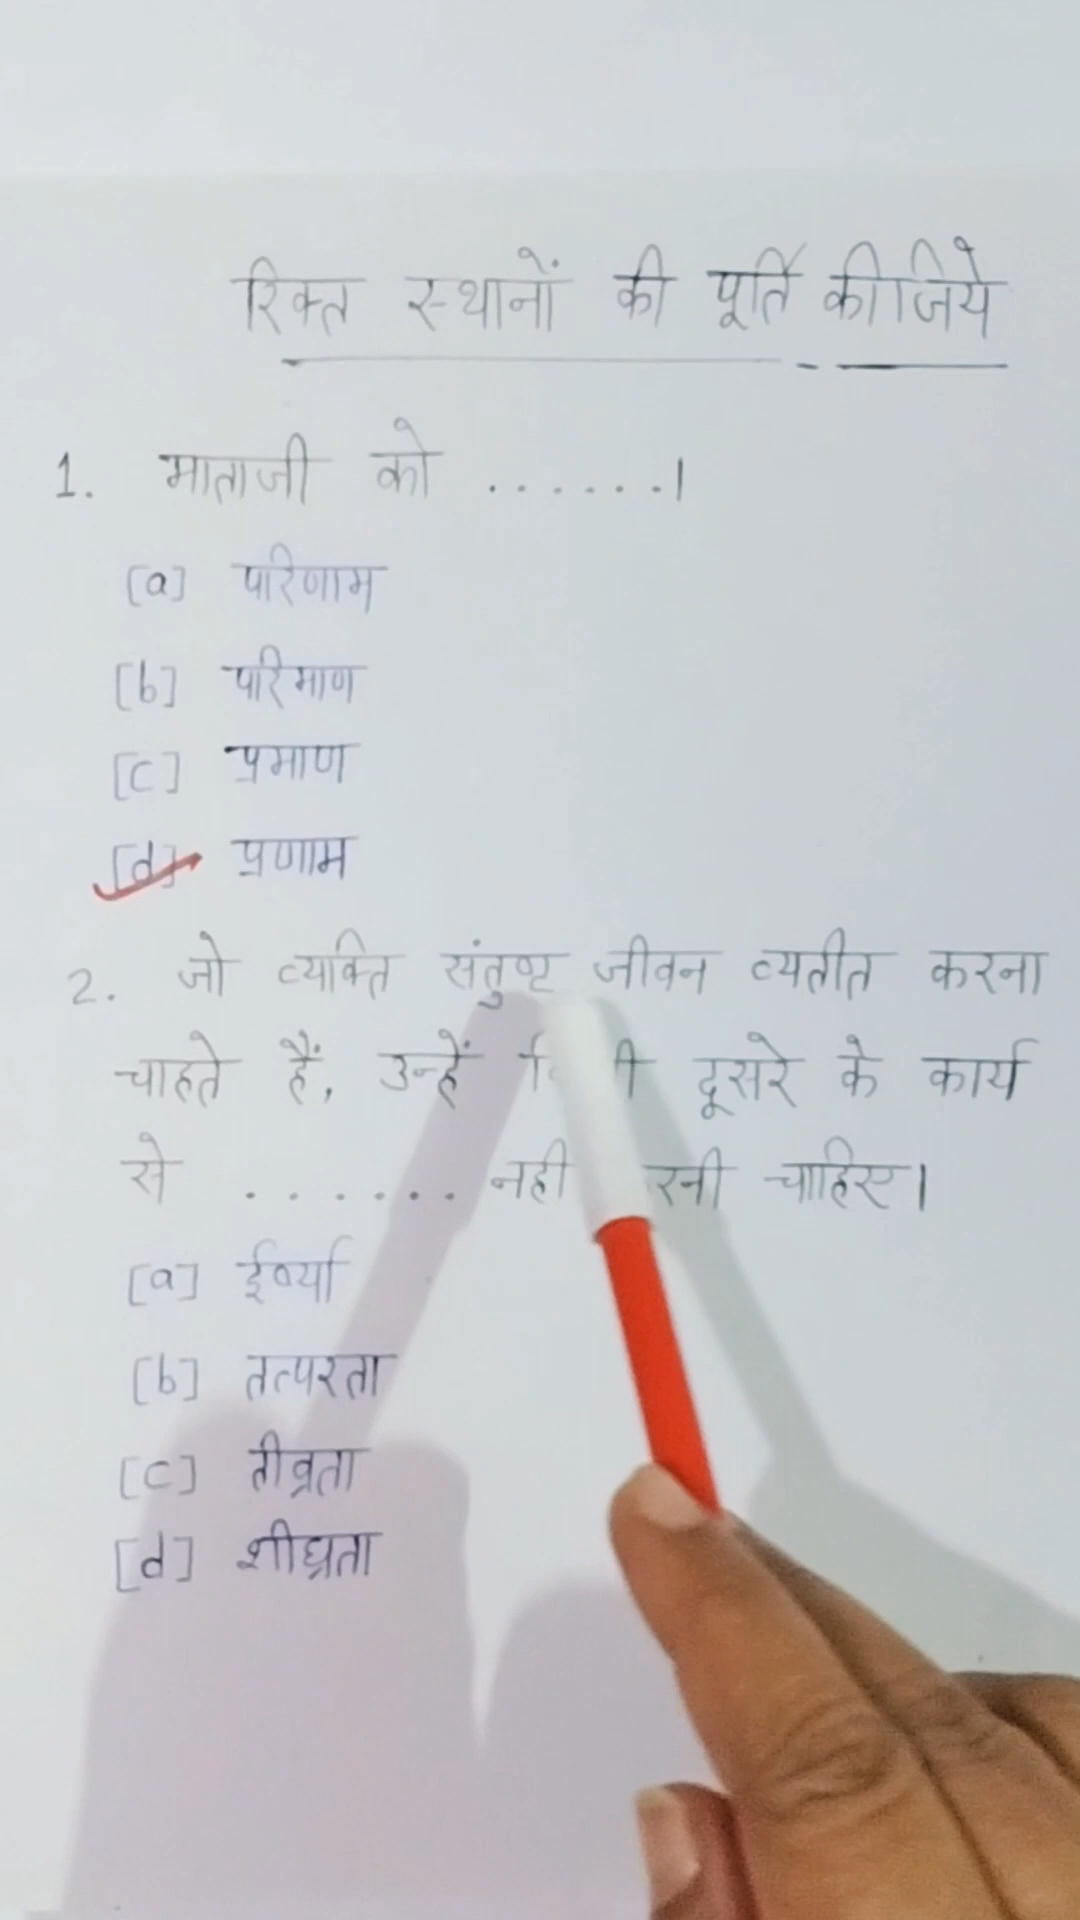 रिक्त स्थानों की पूर्ति कीजिये
1. माताजी को .......।
[a] परिणाम
[b] परिमाण
[c] प्रमाण
[d] प्रणाम
2. जो व्यक्ति संतुष्ट जीवन व्यतीत करना
चाहते हैं, उन्हें दूसरे के कार्य
से ...... नही चाहिए।
[a] ईर्ष्या
[b] तत्परता
[c] तीव्रता
[d] शीघ्रता